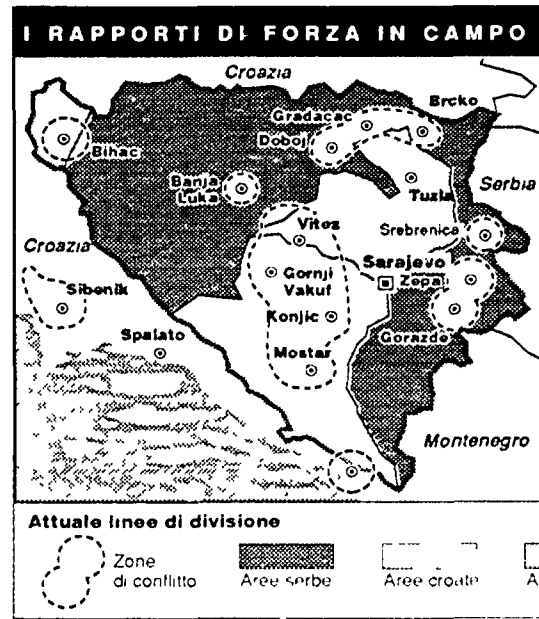 I RAPPORTI DI FORZA IN CAMPO
Croazia
Brcko
Gradacac
Doboj
Bihac
Banja
Luka
Tuzla
Serbia
Vitez
Srebrenica
Croazia
Sarajevo
Zepa
Gornji
Vakuf
Sibenik
Konjic
Spalato
Gorazde
Mostar
Montenegro
Attuale linee di divisione
Zone
di conflitto
Aree serbe
Aree croate
A